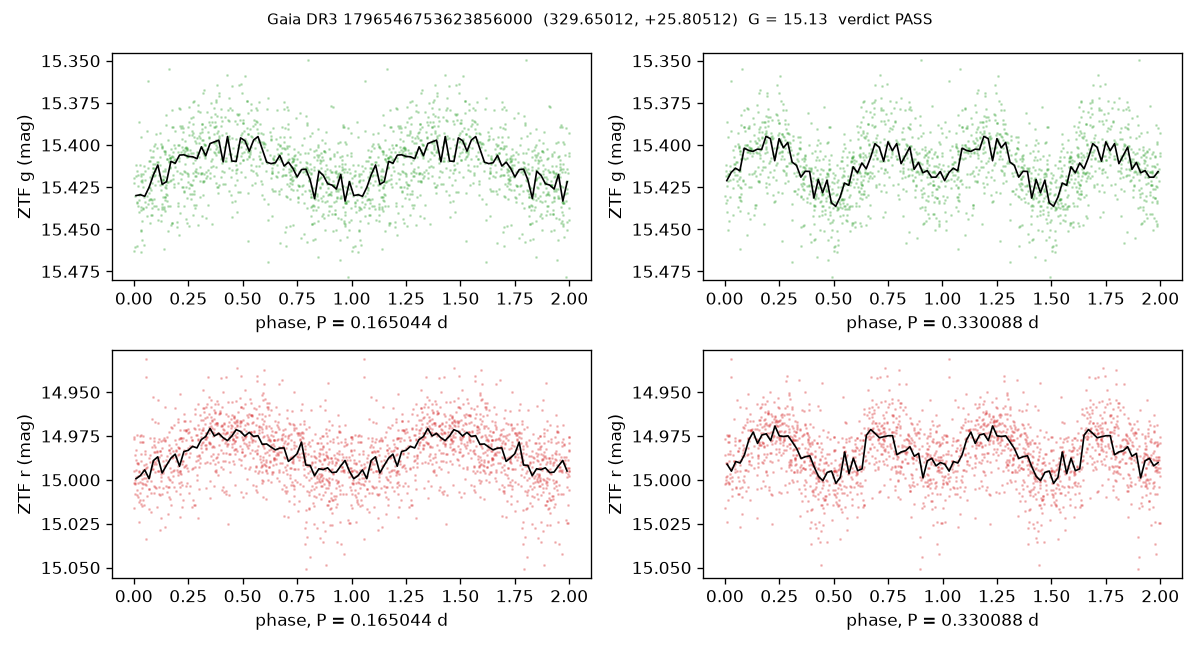 Gaia DR3 1796546753623856000 (329.65012, +25.80512) G = 15.13 verdict PASS
ZTF g (mag)
15.350
15.375
15.400
15.425
15.450
15.475
0.00 0.25 0.50 0.75 1.00 1.25 1.50 1.75 2.00
phase, P = 0.165044 d
ZTF g (mag)
15.350
15.375
15.400
15.425
15.450
15.475
0.00 0.25 0.50 0.75 1.00 1.25 1.50 1.75 2.00
phase, P = 0.330088 d
ZTF r (mag)
14.950
14.975
15.000
15.025
15.050
0.00 0.25 0.50 0.75 1.00 1.25 1.50 1.75 2.00
phase, P = 0.165044 d
ZTF r (mag)
14.950
14.975
15.000
15.025
15.050
0.00 0.25 0.50 0.75 1.00 1.25 1.50 1.75 2.00
phase, P = 0.330088 d